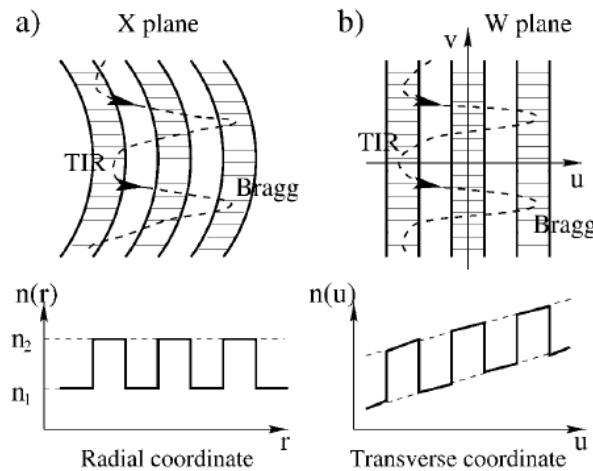 a) X plane
b) W plane
v
TIR
Bragg
TIR
u
Bragg
n(r)
n₂
n₁
r
Radial coordinate
n(u)
u
Transverse coordinate